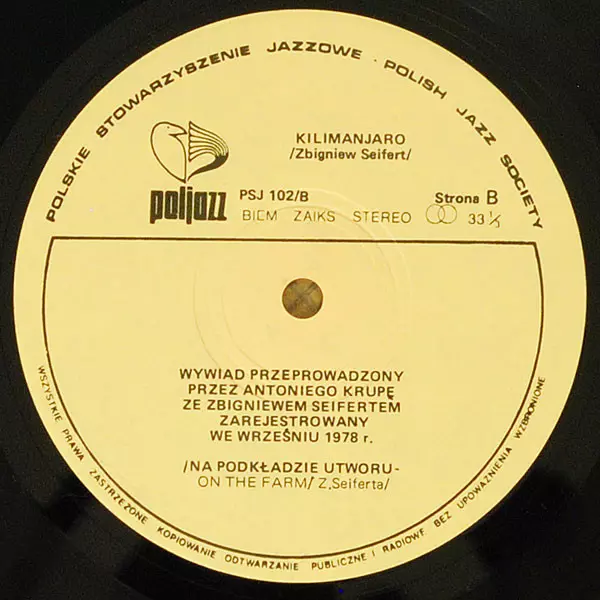 POLSKIE STOWARZYSZENIE JAZZOWE · POLISH JAZZ SOCIETY
KILIMANJARO
/Zbigniew Seifert/
poljazz
PSJ 102/B
Strona B
BIEM ZAIKS STEREO
33 1/3
WYWIAD PRZEPROWADZONY
PRZEZ ANTONIEGO KRUPĘ
ZE ZBIGNIEWEM SEIFERTEM
ZAREJESTROWANY
WE WRZEŚNIU 1978 r.
/NA PODKŁADZIE UTWORU-
ON THE FARM/ Z.Seiferta/
WSZYSTKIE PRAWA ZASTRZEŻONE KOPIOWANIE ODTWARZANIE PUBLICZNE I RADIOWE BEZ UPOWAŻNIENIA WZBRONIONE